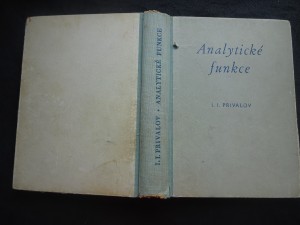 L. I. PRIVALOV · ANALYTICKÉ FUNKCE
Analytické
funkce
I. I. PRIVALOV